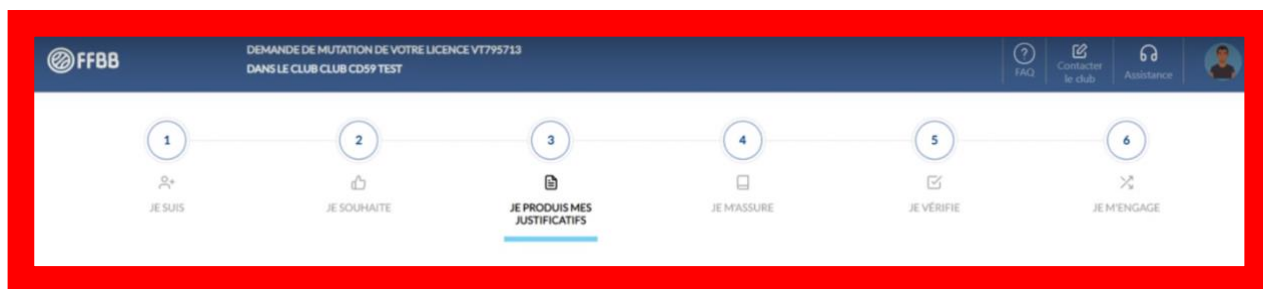 FFBB
DEMANDE DE MUTATION DE VOTRE LICENCE VT795713
DANS LE CLUB CLUB CD59 TEST
?
FAQ
Contacter
le club
Assistance
1
2
3
4
5
6
JE SUIS
JE SOUHAITE
JE PRODUIS MES
JUSTIFICATIFS
JE M'ASSURE
JE VÉRIFIE
JE M'ENGAGE